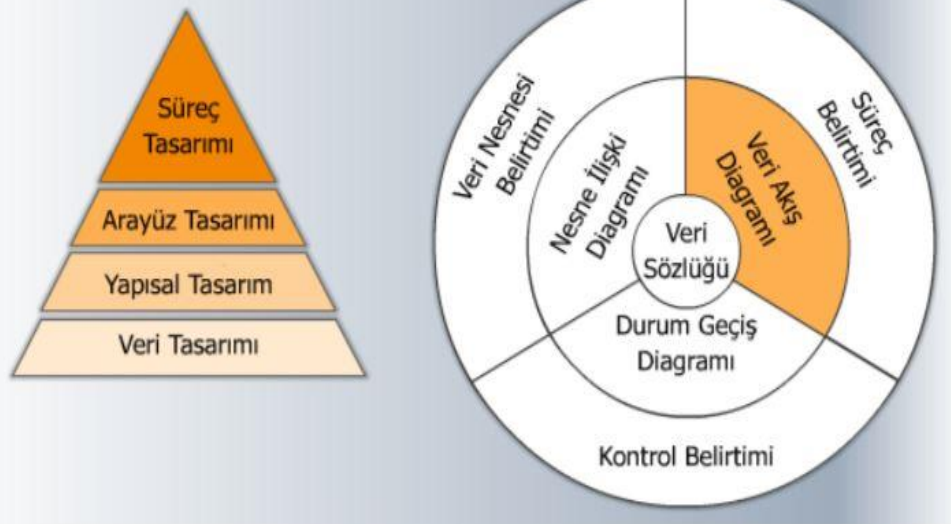 Süreç
Tasarımı
Arayüz Tasarımı
Yapısal Tasarım
Veri Tasarımı
Veri Nesnesi
Belirtimi
Nesne İlişki
Diagramı
Veri Akış
Diagramı
Süreç
Belirtimi
Veri
Sözlüğü
Durum Geçiş
Diagramı
Kontrol Belirtimi